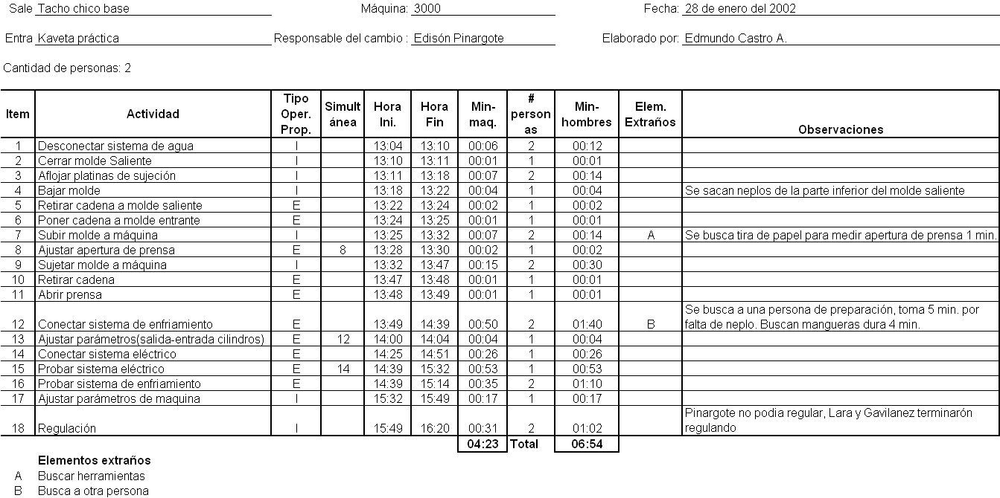 Sale Tacho chico base Máquina: 3000 Fecha: 28 de enero del 2002
Entra Kaveta práctica Responsable del cambio : Edisón Pinargote Elaborado por: Edmundo Castro A.
Cantidad de personas: 2
Item Actividad Tipo Oper. Prop. Simult ánea Hora Ini. Hora Fin Min-maq. # person as Min-hombres Elem. Extraños Observaciones
1 Desconectar sistema de agua I 13:04 13:10 00:06 2 00:12
2 Cerrar molde Saliente I 13:10 13:11 00:01 1 00:01
3 Aflojar platinas de sujeción I 13:11 13:18 00:07 2 00:14
4 Bajar molde I 13:18 13:22 00:04 1 00:04 Se sacan neplos de la parte inferior del molde saliente
5 Retirar cadena a molde saliente E 13:22 13:24 00:02 1 00:02
6 Poner cadena a molde entrante E 13:24 13:25 00:01 1 00:01
7 Subir molde a máquina I 13:25 13:32 00:07 2 00:14 A Se busca tira de papel para medir apertura de prensa 1 min.
8 Ajustar apertura de prensa E 8 13:28 13:30 00:02 1 00:02
9 Sujetar molde a máquina I 13:32 13:47 00:15 2 00:30
10 Retirar cadena E 13:47 13:48 00:01 1 00:01
11 Abrir prensa E 13:48 13:49 00:01 1 00:01
12 Conectar sistema de enfriamiento E 13:49 14:39 00:50 2 01:40 B Se busca a una persona de preparación, toma 5 min. por
falta de neplo. Buscan mangueras dura 4 min.
13 Ajustar parámetros(salida-entrada cilindros) E 12 14:00 14:04 00:04 1 00:04
14 Conectar sistema eléctrico E 14:25 14:51 00:26 1 00:26
15 Probar sistema eléctrico E 14 14:39 15:32 00:53 1 00:53
16 Probar sistema de enfriamiento E 14:39 15:14 00:35 2 01:10
17 Ajustar parámetros de maquina I 15:32 15:49 00:17 1 00:17
18 Regulación I 15:49 16:20 00:31 2 01:02 Pinargote no podia regular, Lara y Gavilanez terminarón
regulando
04:23 Total 06:54
Elementos extraños
A Buscar herramientas
B Busca a otra persona